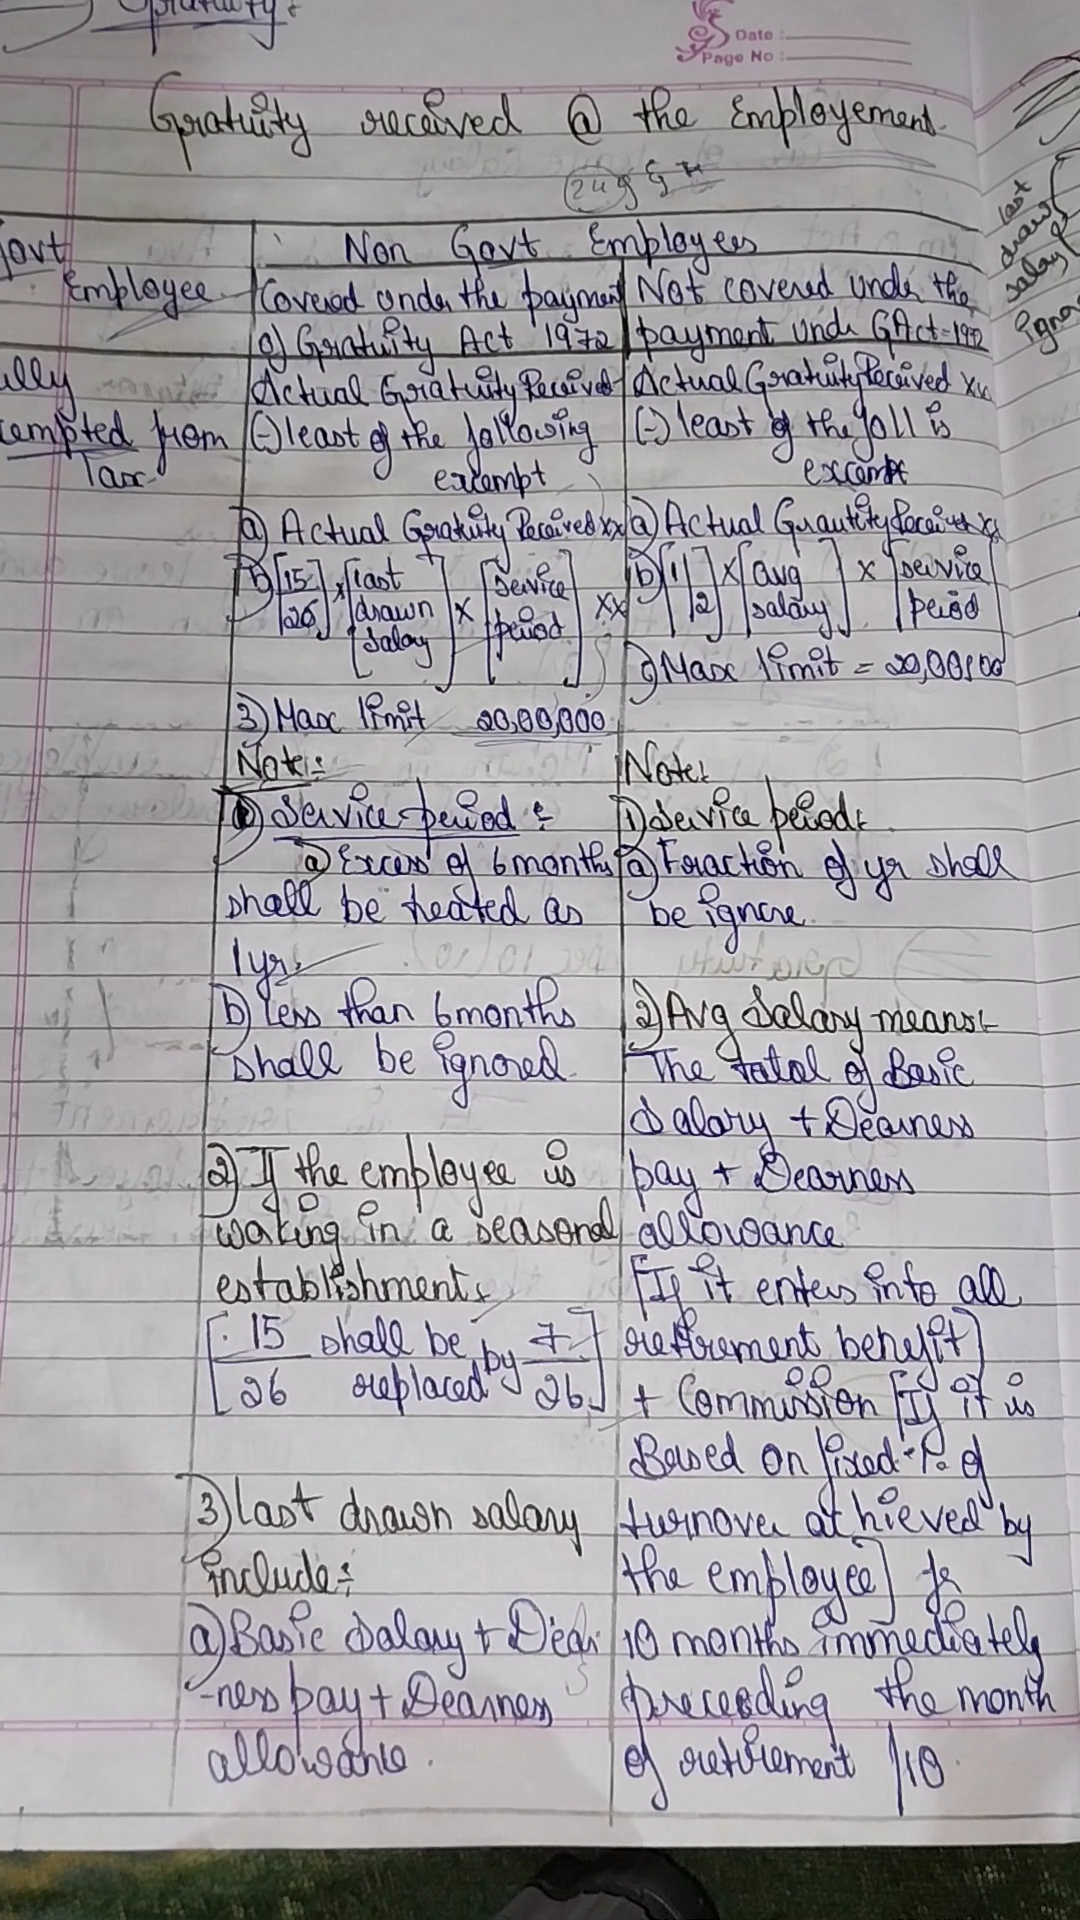 Gratuity:
Date :
Page No :
Gratuity received @ the Employement.
last
drawn
salary
Govt
Employee
Non Govt Employees
Covered under the payment
of Gratuity Act 1972
Not covered under the
payment unde GAct-1972
ully
empted from
Tax.
Actual Gratuity Received
(-) least of the following
exempt
a) Actual Gratuity Received xx
b) [15/26] x [last drawn salary] x [service period] xx
3) Max limit 20,00,000
Note:-
1) Service period :
a) Excess of 6 months
shall be treated as
1yr.
b) less than 6months
shall be ignored.
2) If the employee is
working in a seasonal
establishment,
[15/26 shall be replaced by 7/26]
3) last drawn salary
include:-
a) Basic salary + Dear
-ness pay + Dearness
allowance.
Actual Gratuity Received xx
(-) least of the foll is
exempt
a) Actual Gratuity Received xx
b) [1/2] x [avg salary] x [service period]
c) Max limit = 20,00,000
Note:
1) Service period:
a) Fraction of yr shall
be ignore.
2) Avg Salary means:-
The total of Basic
Salary + Dearness
pay + Dearness
allowance
[If it enters into all
retirement benefit]
+ Commission [If it is
Based on fixed % of
turnover achieved by
the employee] for
10 months immediately
preceeding the month
of retirement /10.